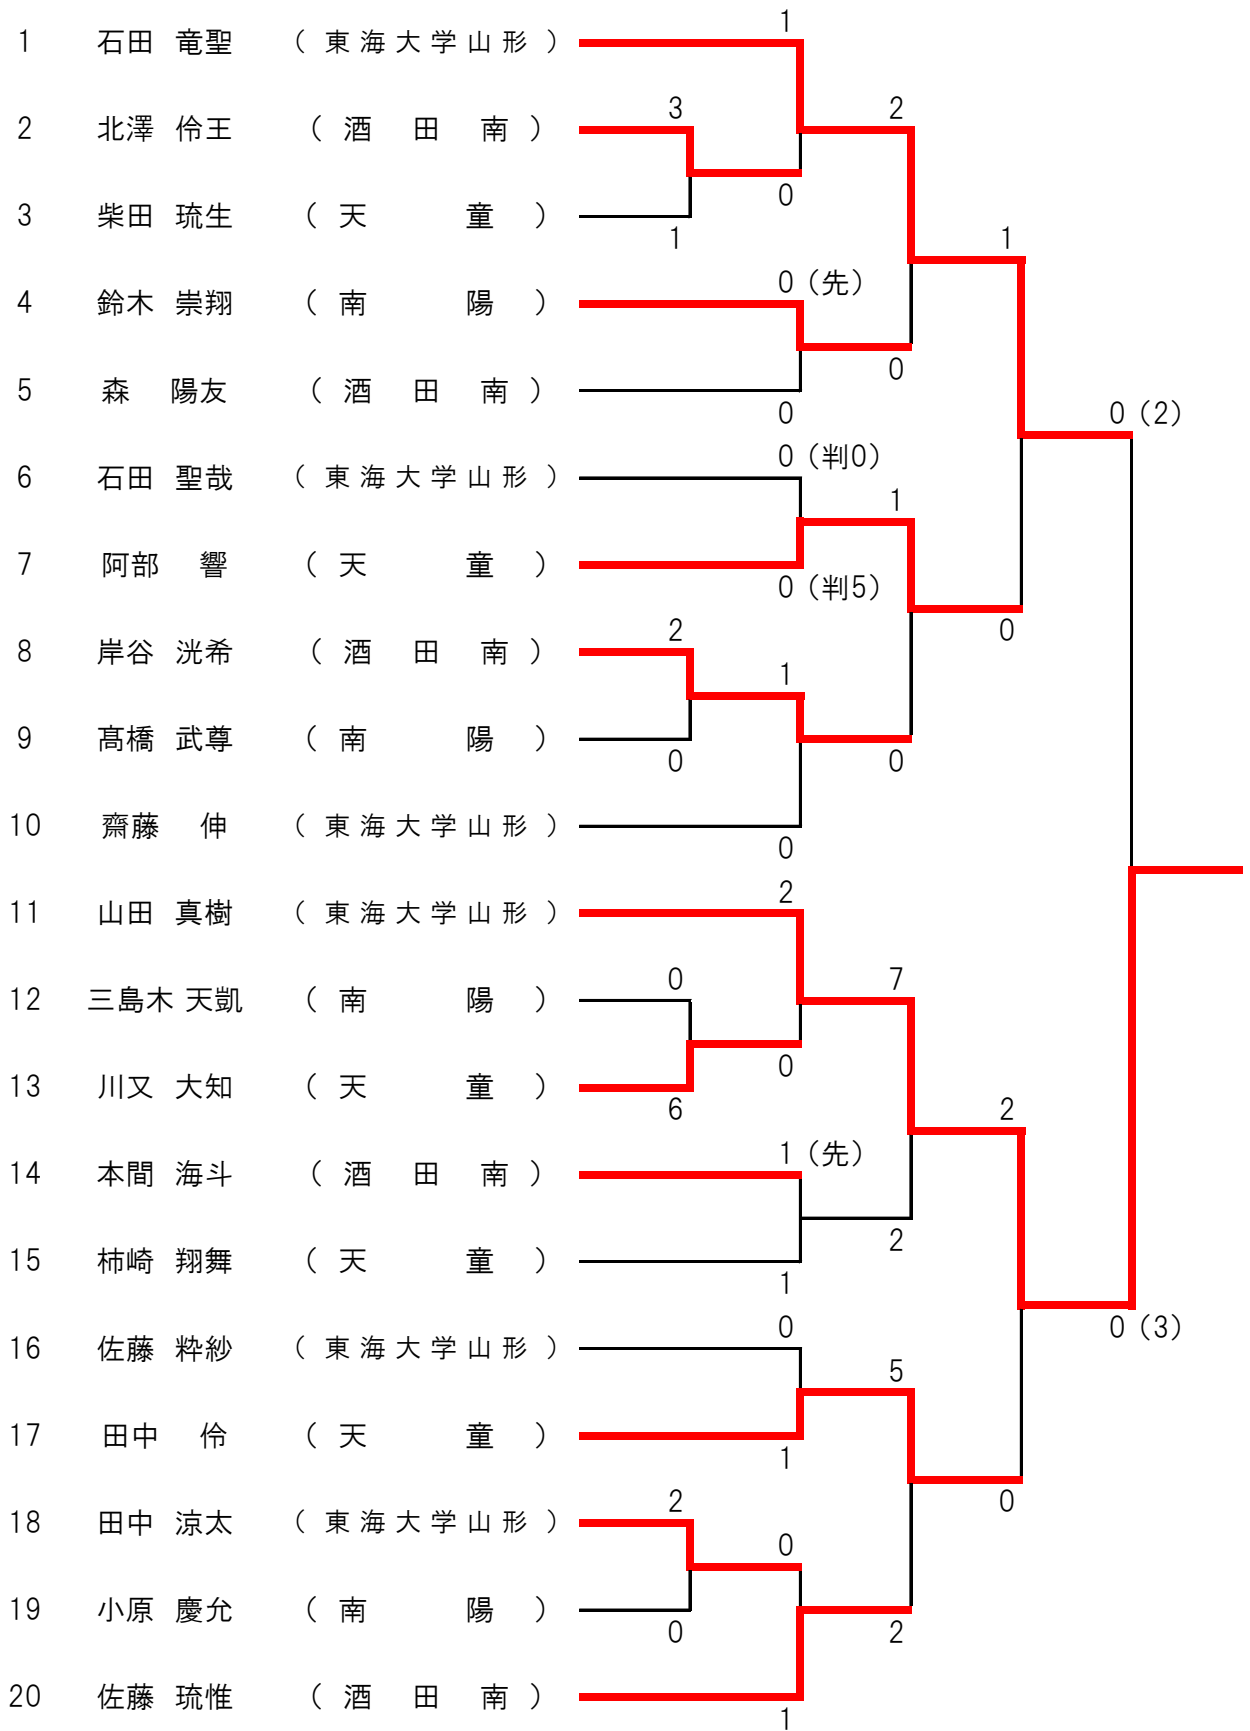 1
1 石田 竜聖 （ 東海大学山形 ）
3 2
2 北澤 伶王 （ 酒田南 ）
0
3 柴田 琉生 （ 天童 ）
1 1
0（先）
4 鈴木 崇翔 （ 南陽 ）
0
5 森 陽友 （ 酒田南 ）
0 0（2）
0（判0）
6 石田 聖哉 （ 東海大学山形 ）
1
7 阿部 響 （ 天童 ）
0（判5）
2 0
8 岸谷 洸希 （ 酒田南 ）
1
9 髙橋 武尊 （ 南陽 ）
0 0
10 齋藤 伸 （ 東海大学山形 ）
0
2
11 山田 真樹 （ 東海大学山形 ）
0 7
12 三島木 天凱 （ 南陽 ）
0
13 川又 大知 （ 天童 ）
6 2
1（先）
14 本間 海斗 （ 酒田南 ）
2
15 柿崎 翔舞 （ 天童 ）
1
0 0（3）
16 佐藤 粋紗 （ 東海大学山形 ）
5
17 田中 伶 （ 天童 ）
1
2 0
18 田中 涼太 （ 東海大学山形 ）
0
19 小原 慶允 （ 南陽 ）
0 2
20 佐藤 琉惟 （ 酒田南 ）
1